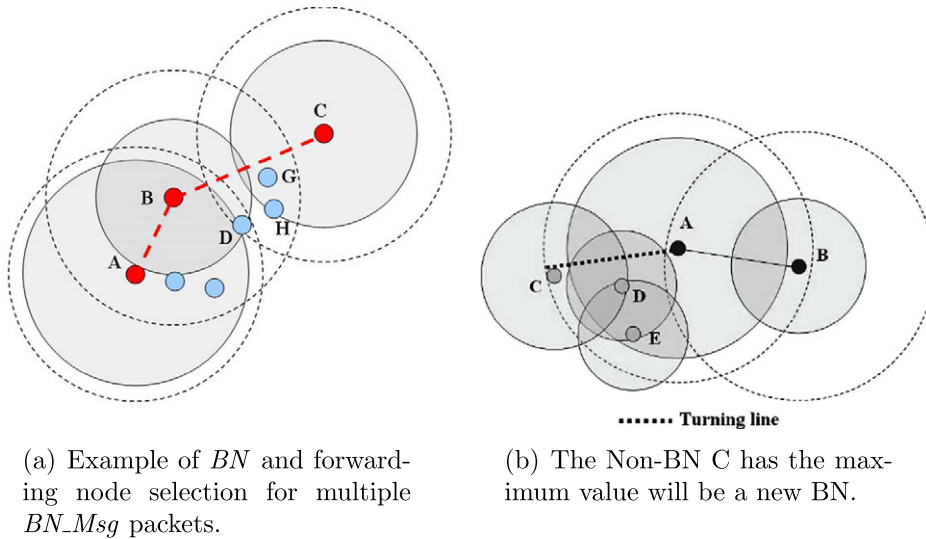 C
B
G
D
H
A
A
B
C
D
E
Turning line
(a) Example of BN and forward-
ing node selection for multiple
BN_Msg packets.
(b) The Non-BN C has the max-
imum value will be a new BN.